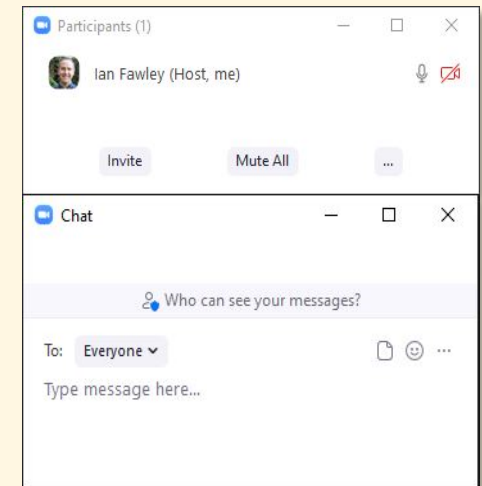 Participants (1)
Ian Fawley (Host, me)
Invite Mute All ...
Chat
Who can see your messages?
To: Everyone
Type message here...